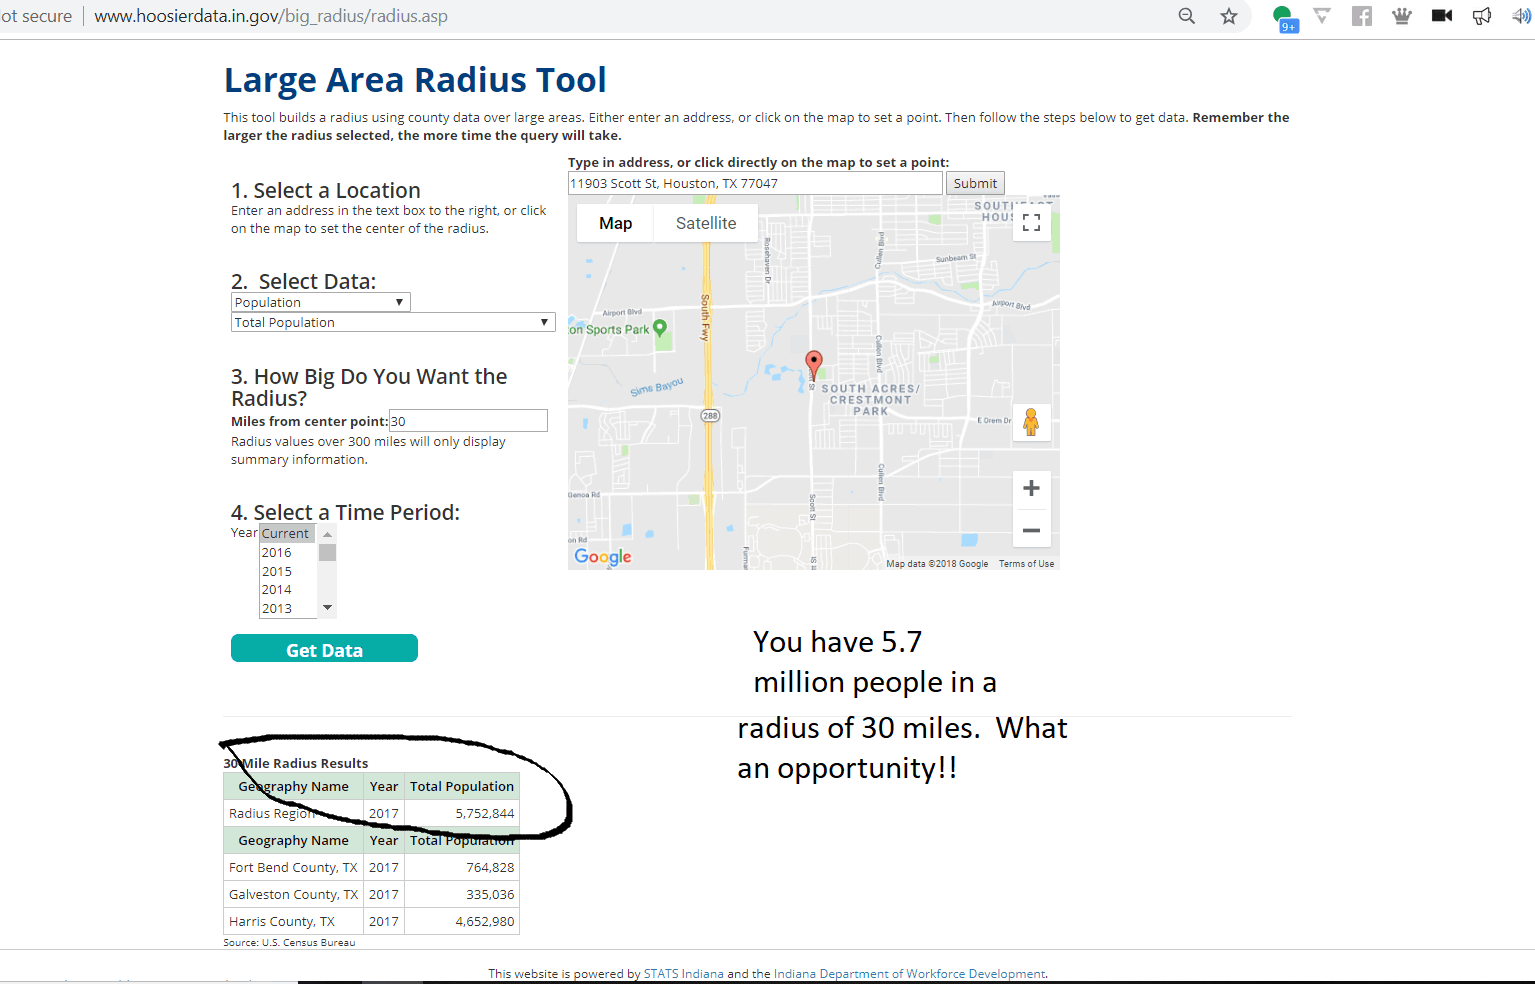 ot secure | www.hoosierdata.in.gov/big_radius/radius.asp
9+
Large Area Radius Tool
This tool builds a radius using county data over large areas. Either enter an address, or click on the map to set a point. Then follow the steps below to get data. Remember the
larger the radius selected, the more time the query will take.
1. Select a Location
Enter an address in the text box to the right, or click
on the map to set the center of the radius.
2. Select Data:
Population
Total Population
3. How Big Do You Want the
Radius?
Miles from center point: 30
Radius values over 300 miles will only display
summary information.
4. Select a Time Period:
Year Current
2016
2015
2014
2013
Get Data
Type in address, or click directly on the map to set a point:
11903 Scott St, Houston, TX 77047 Submit
Map Satellite
SOUTHEAST
HOUS
Rosehaven Dr
Cullen Blvd
Sunbeam St
South Fwy
Airport Blvd
Airport Blvd
on Sports Park
Cullen Blvd
Sims Bayou
SOUTH ACRES/
CRESTMONT
PARK
288
E Orem Dr
Cullen Blvd
Genoa Rd
Scott St
on Rd
Google
Map data ©2018 Google Terms of Use
You have 5.7
million people in a
radius of 30 miles. What
an opportunity!!
30 Mile Radius Results
Geography Name Year Total Population
Radius Region 2017 5,752,844
Geography Name Year Total Population
Fort Bend County, TX 2017 764,828
Galveston County, TX 2017 335,036
Harris County, TX 2017 4,652,980
Source: U.S. Census Bureau
This website is powered by STATS Indiana and the Indiana Department of Workforce Development.